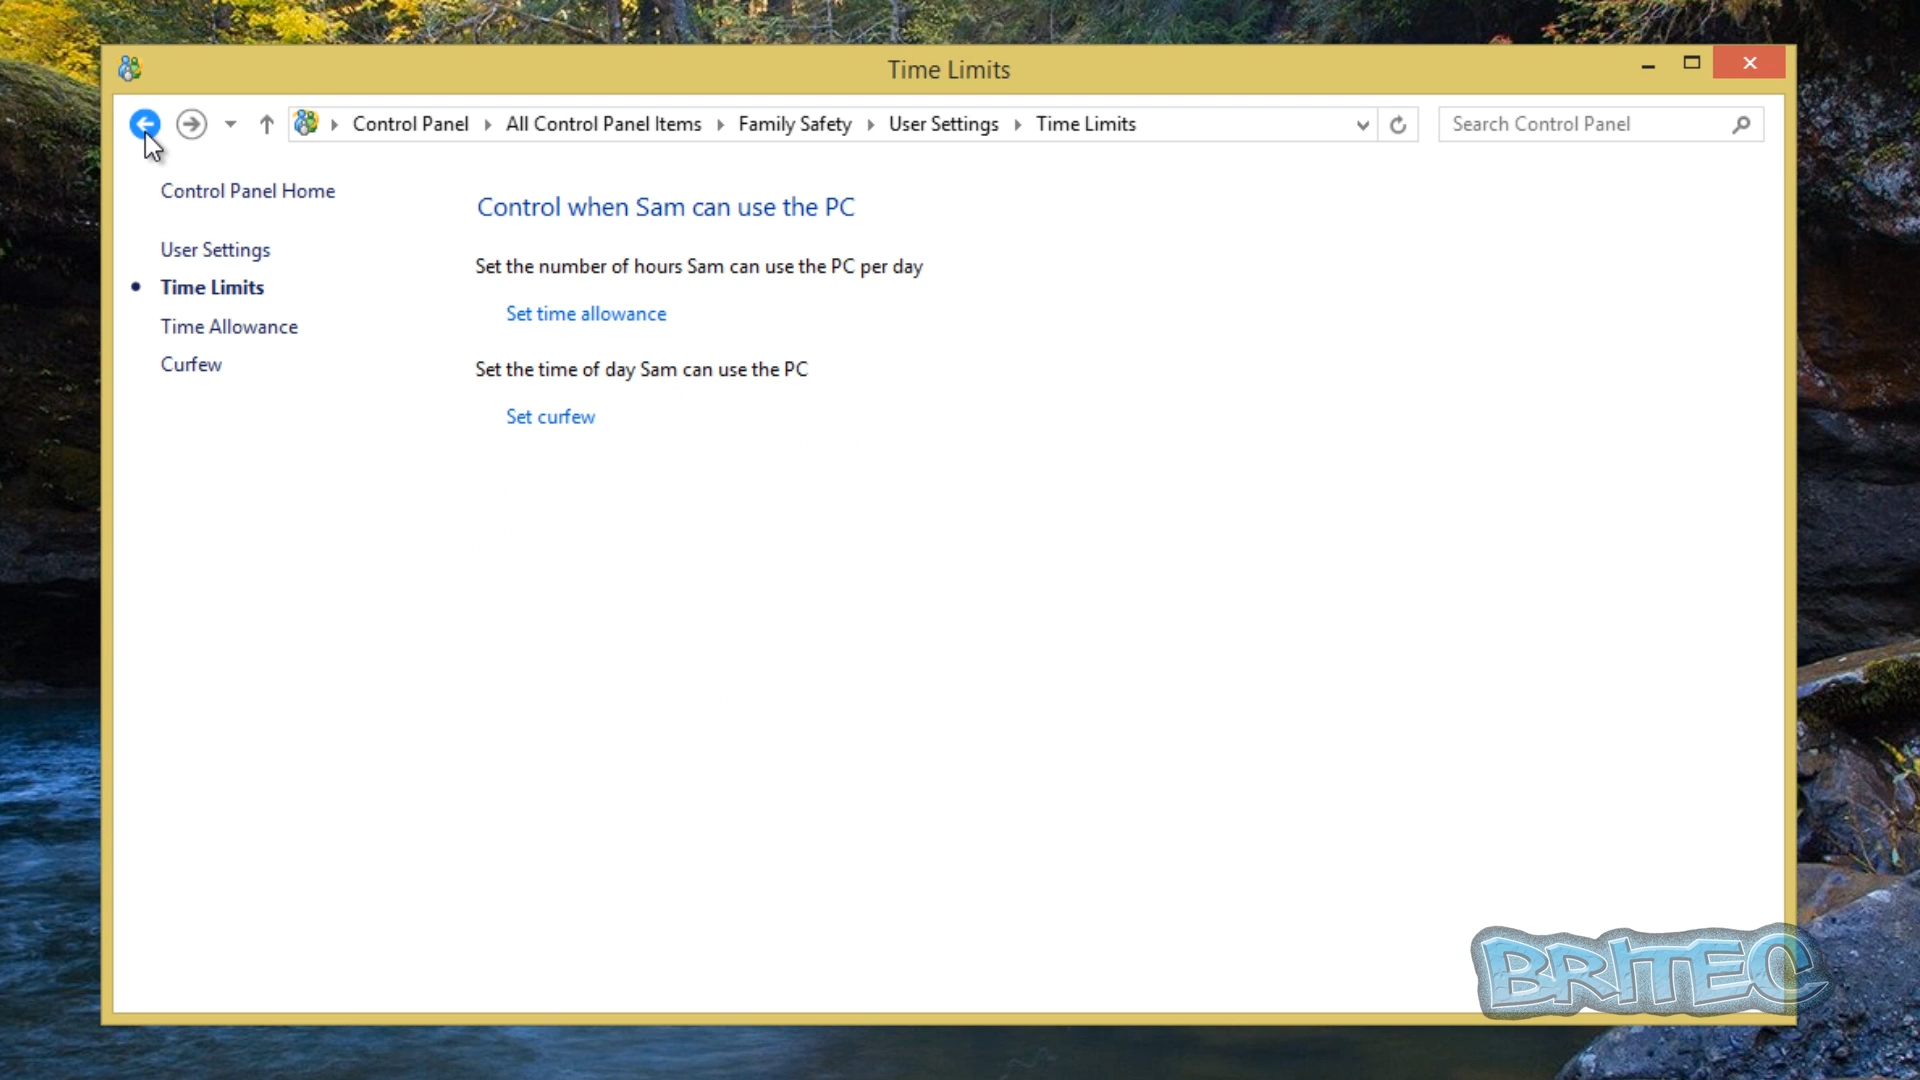 Time Limits
Control Panel
All Control Panel Items
Family Safety
User Settings
Time Limits
Search Control Panel
Control Panel Home
User Settings
Time Limits
Time Allowance
Curfew
Control when Sam can use the PC
Set the number of hours Sam can use the PC per day
Set time allowance
Set the time of day Sam can use the PC
Set curfew
BRITEC